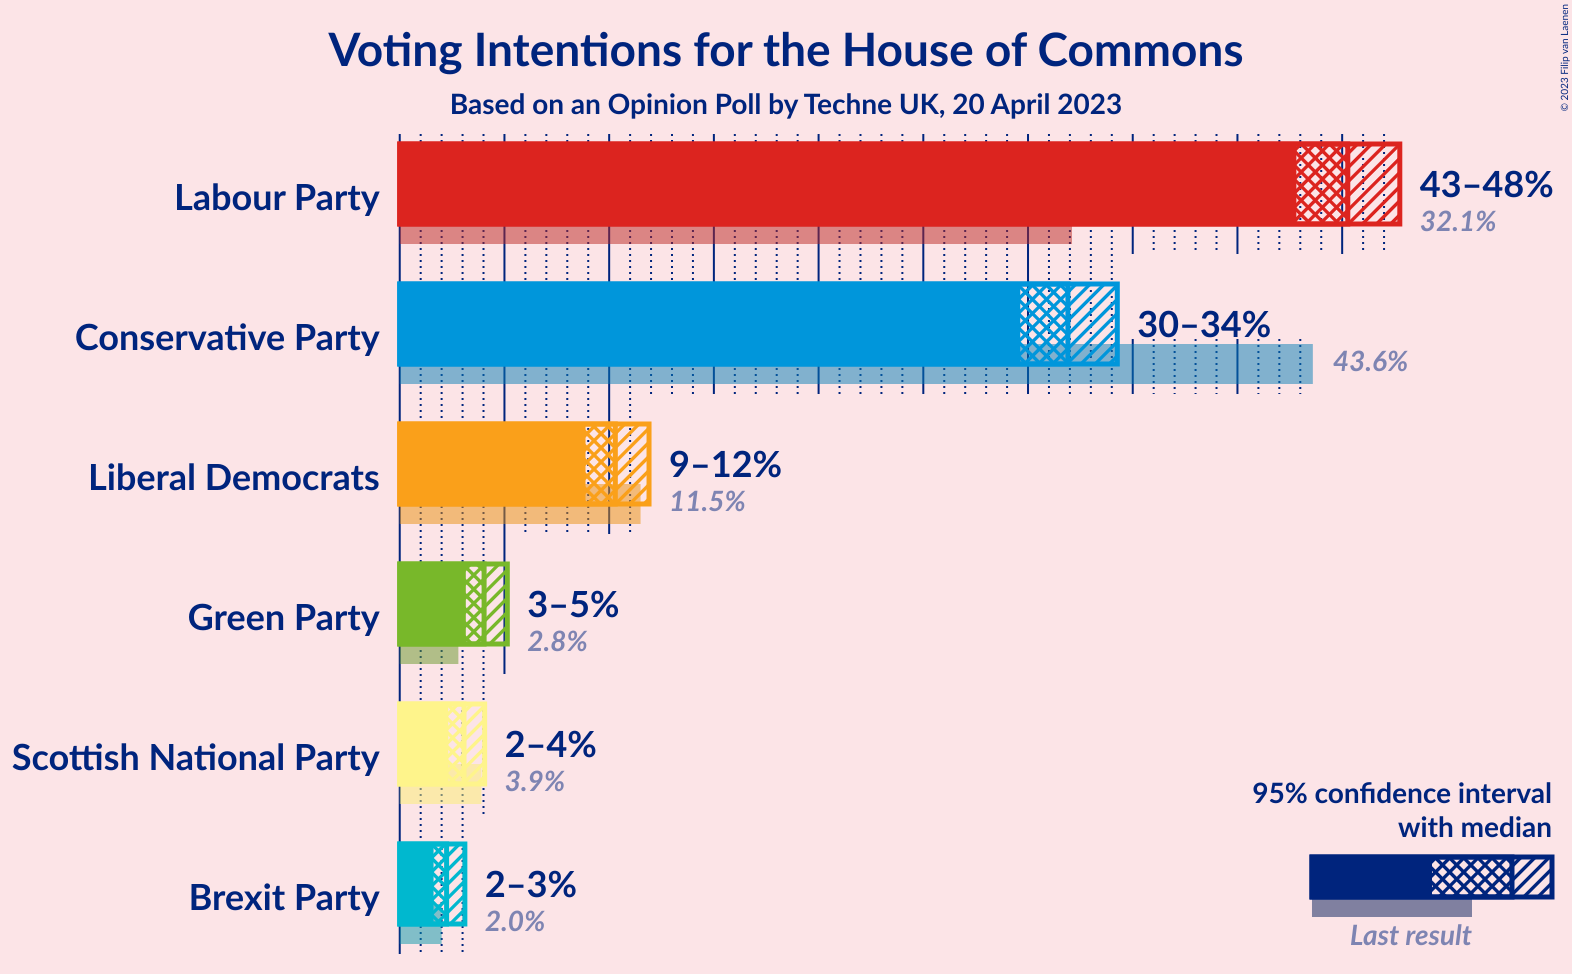 Voting Intentions for the House of Commons
Based on an Opinion Poll by Techne UK, 20 April 2023
© 2023 Filip van Laenen
Labour Party
43–48%
32.1%
Conservative Party
30–34%
43.6%
Liberal Democrats
9–12%
11.5%
Green Party
3–5%
2.8%
Scottish National Party
2–4%
3.9%
Brexit Party
2–3%
2.0%
95% confidence interval
with median
Last result